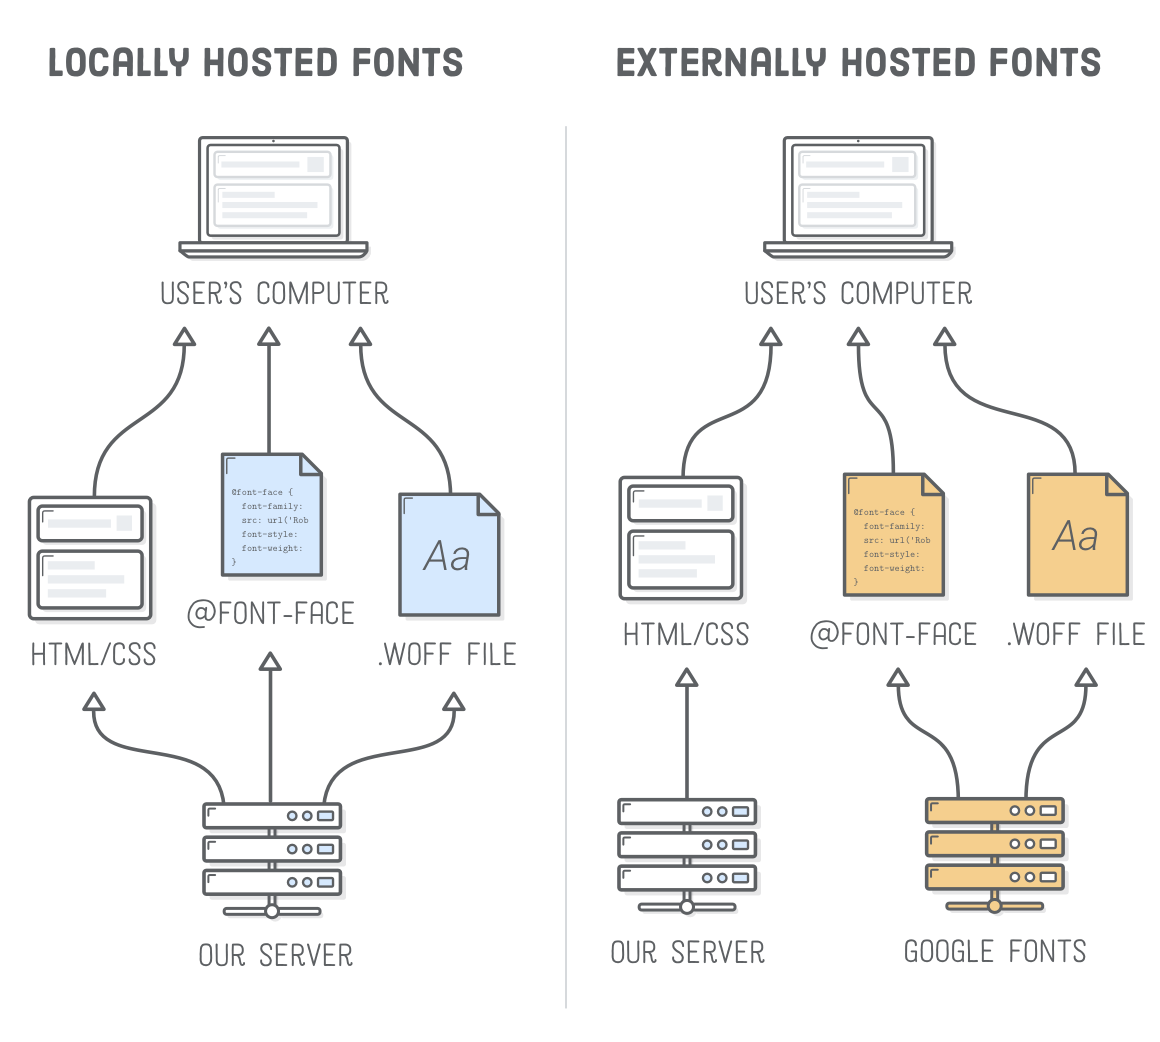 LOCALLY HOSTED FONTS
USER'S COMPUTER
@font-face {
font-family:
src: url('Rob
font-style:
font-weight:
}
Aa
@FONT-FACE
HTML/CSS
.WOFF FILE
OUR SERVER
EXTERNALLY HOSTED FONTS
USER'S COMPUTER
@font-face {
font-family:
src: url('Rob
font-style:
font-weight:
}
Aa
HTML/CSS
@FONT-FACE
.WOFF FILE
OUR SERVER
GOOGLE FONTS